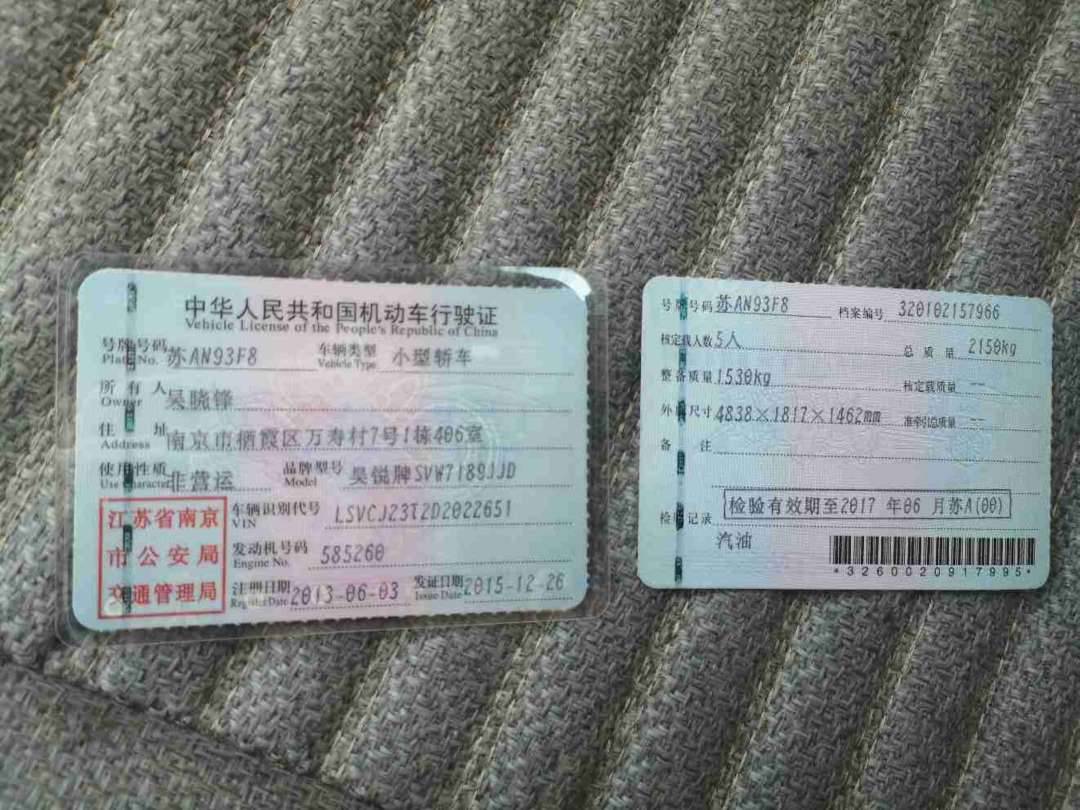 中华人民共和国机动车行驶证
Vehicle License of the People's Republic of China
号牌号码 苏AN93F8 车辆类型 小型轿车
Plate No. Vehicle Type
所有人 吴晓锋
Owner
住址 南京市栖霞区万寿村7号1栋406室
Address
使用性质 非营运 品牌型号 昊锐牌SVW7189JJD
Use Character Model
江苏省南京
市公安局
交通管理局
车辆识别代号 LSVCJ23T2D2022651
VIN
发动机号码 585260
Engine No.
注册日期 2013-06-03 发证日期 2015-12-26
Register Date Issue Date
号牌号码 苏AN93F8 档案编号 320102157966
核定载人数 5人 总质量 2150kg
整备质量 1530kg 核定载质量 --
外廓尺寸 4838×1817×1462 准牵引总质量 --
备注
检验记录 检验有效期至2017年06月苏A(00)
汽油
*3260020917995*